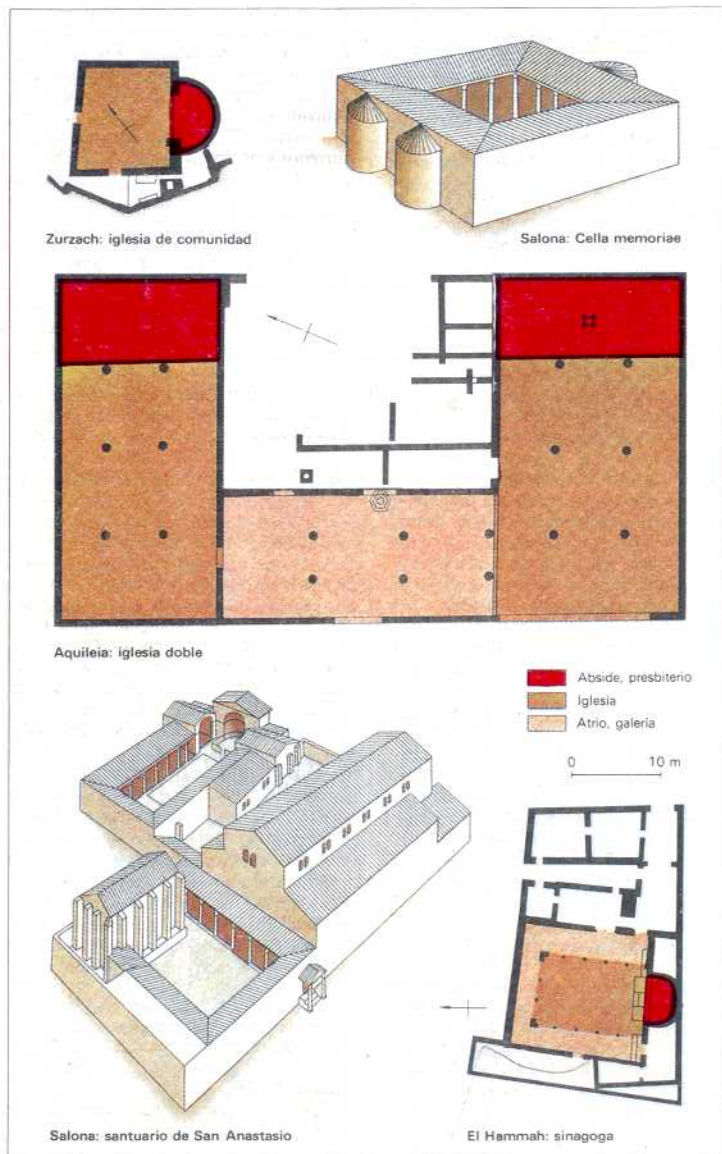 Zurzach: iglesia de comunidad
Salona: Cella memoriae
Aquileia: iglesia doble
Abside, presbiterio
Iglesia
Atrio, galería
0 10 m
Salona: santuario de San Anastasio
El Hammah: sinagoga